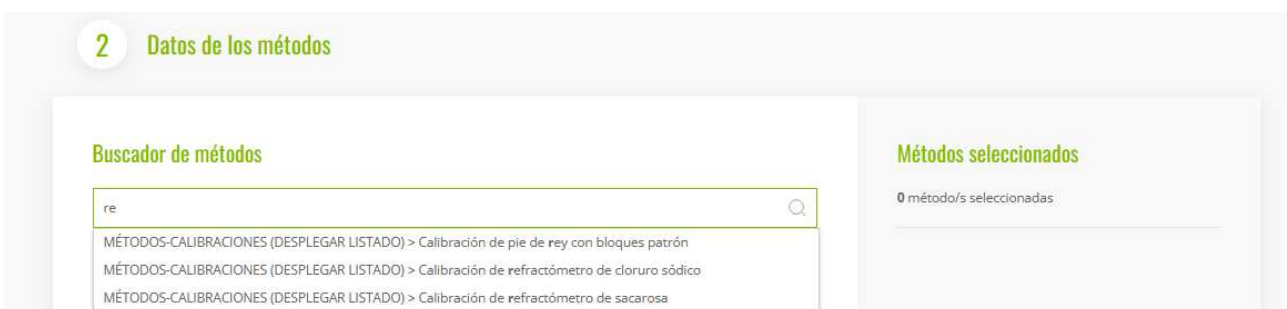 2 Datos de los métodos
Buscador de métodos
re
MÉTODOS-CALIBRACIONES (DESPLEGAR LISTADO) > Calibración de pie de rey con bloques patrón
MÉTODOS-CALIBRACIONES (DESPLEGAR LISTADO) > Calibración de refractómetro de cloruro sódico
MÉTODOS-CALIBRACIONES (DESPLEGAR LISTADO) > Calibración de refractómetro de sacarosa
Métodos seleccionados
0 método/s seleccionadas